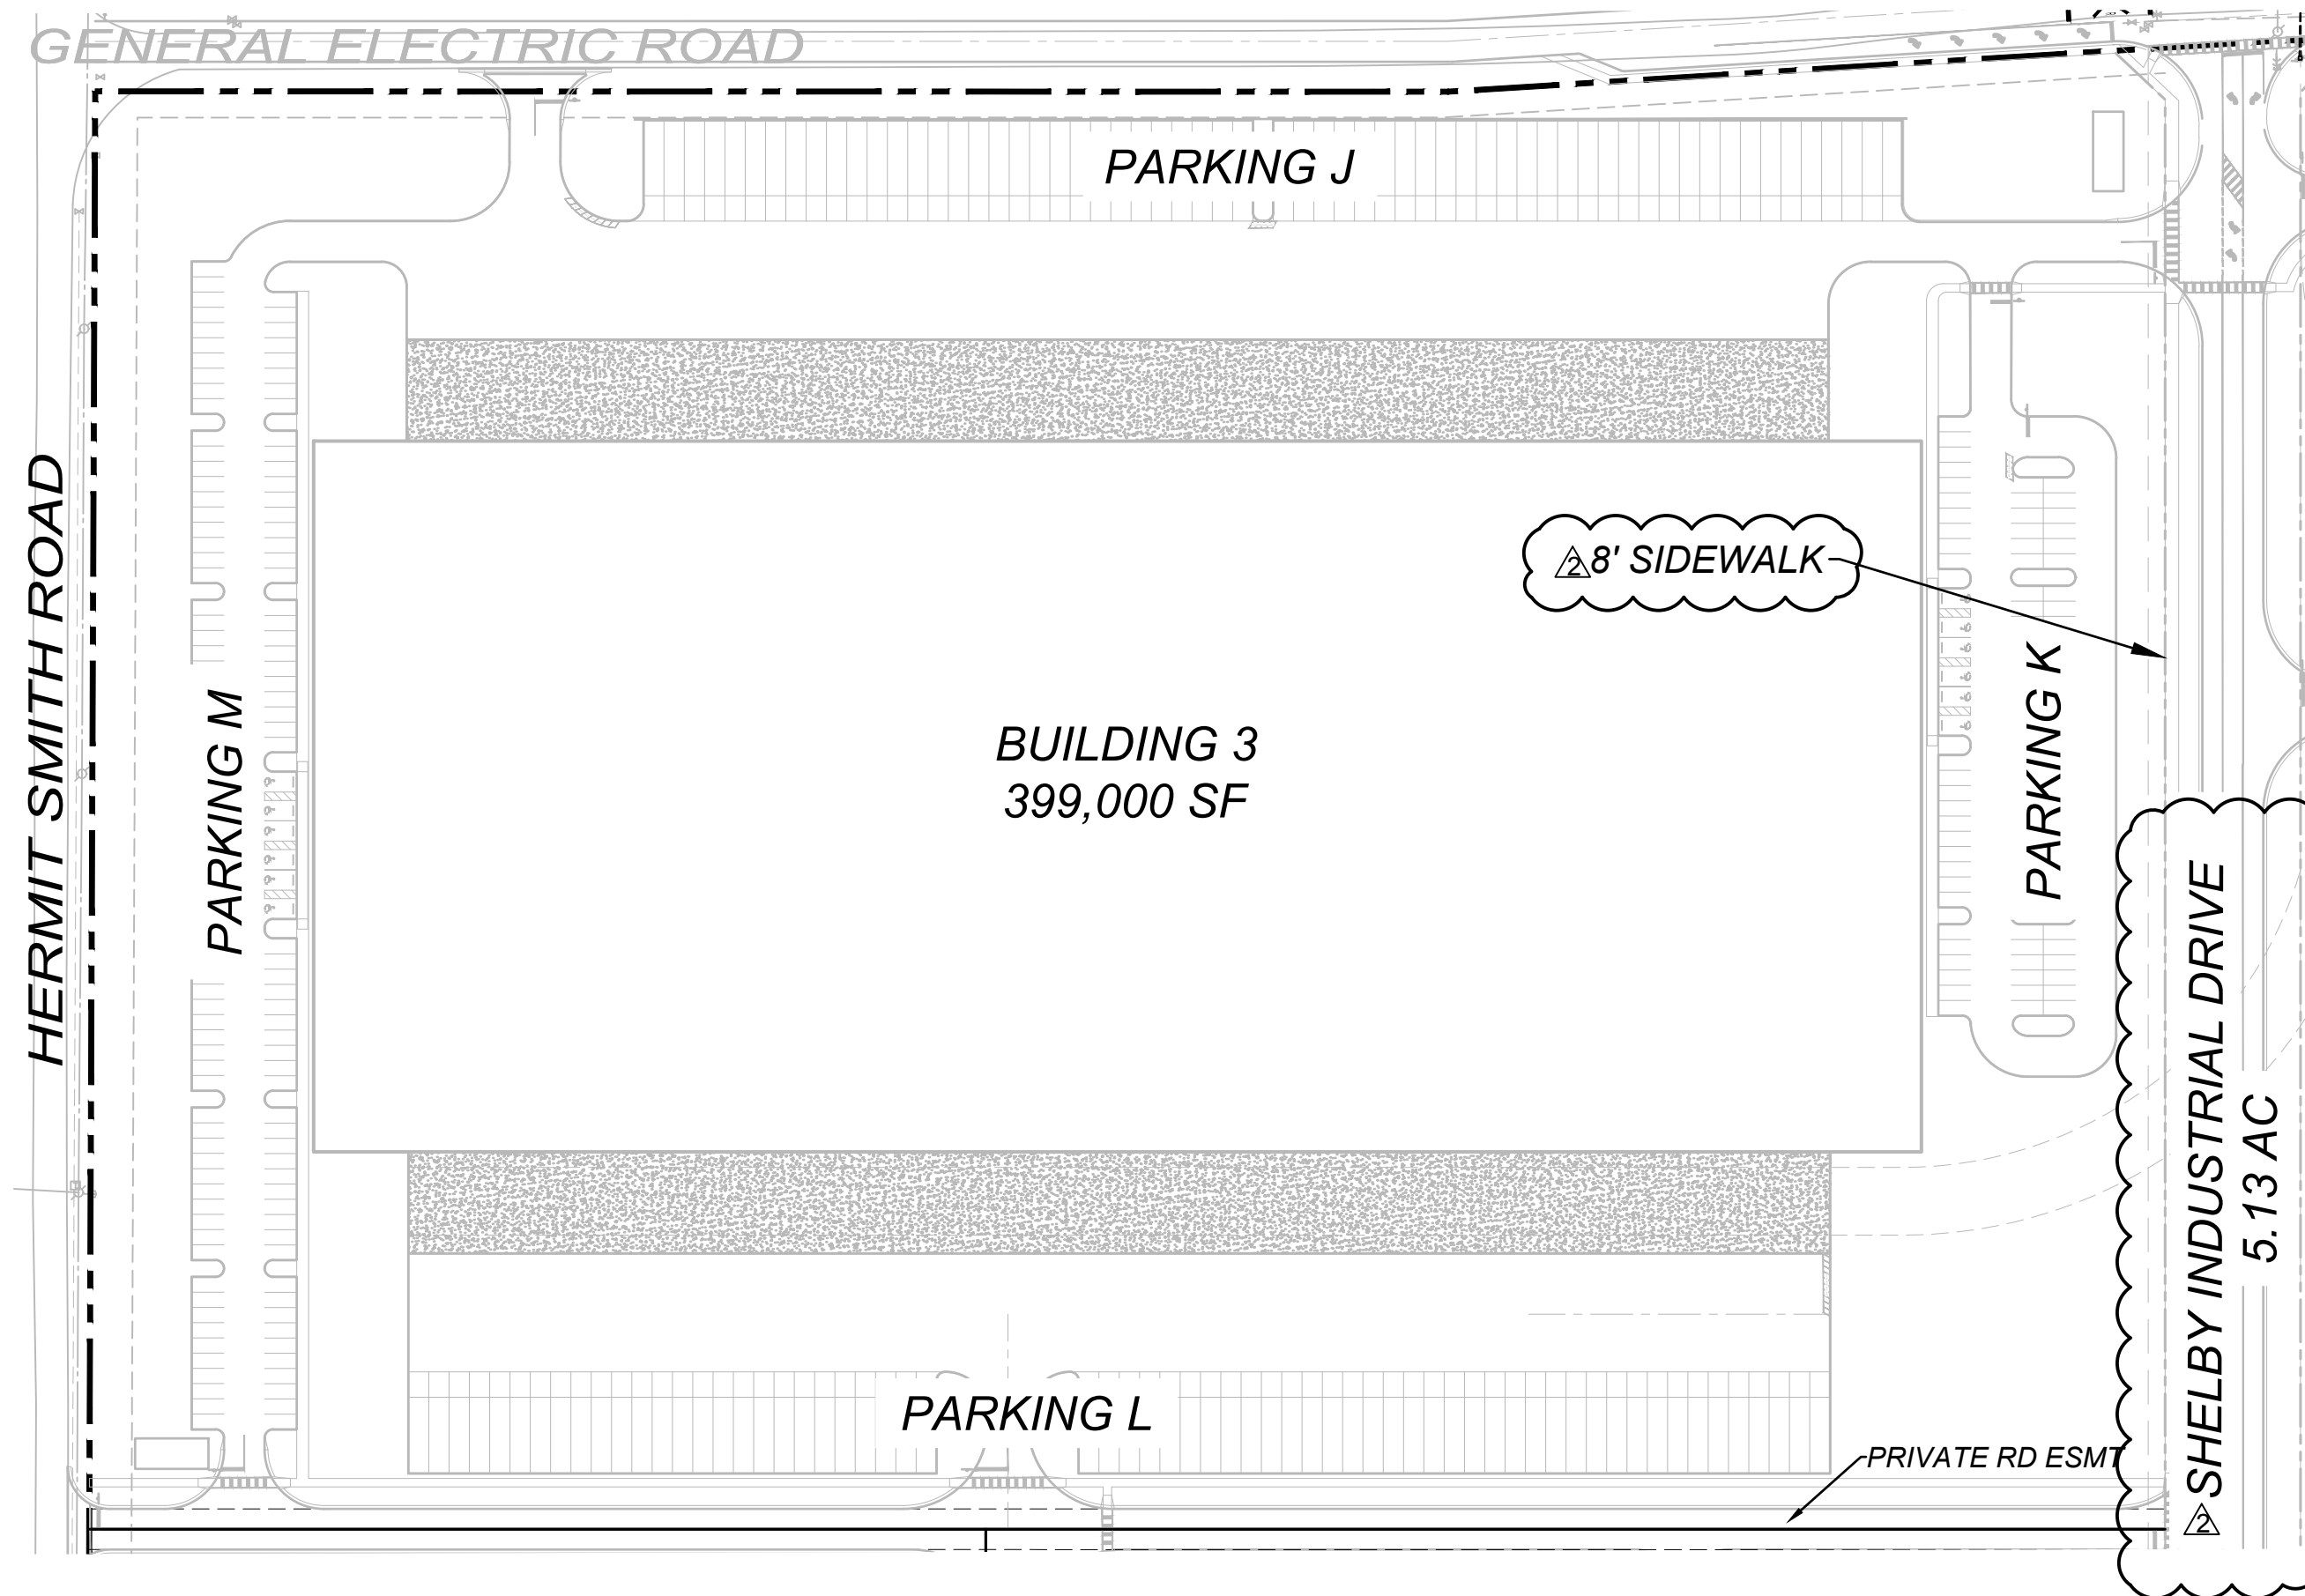 GENERAL ELECTRIC ROAD
PARKING J
HERMIT SMITH ROAD
PARKING M
BUILDING 3
399,000 SF
2 8' SIDEWALK
PARKING K
2 SHELBY INDUSTRIAL DRIVE
5.13 AC
PARKING L
PRIVATE RD ESMT